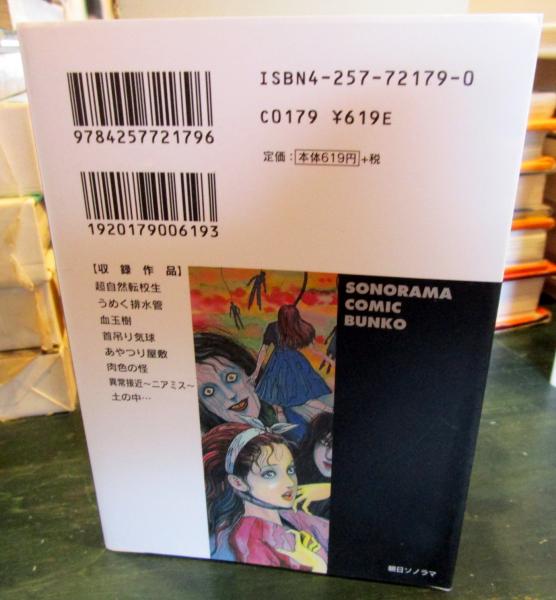 ISBN4-257-72179-0
C0179 ¥619E
定価：本体619円+税
9784257721796
1920179006193
【収録作品】
超自然転校生
うめく排水管
血玉樹
首吊り気球
あやつり屋敷
肉色の怪
異常接近～ニアミス～
土の中…
SONORAMA
COMIC
BUNKO
朝日ソノラマ